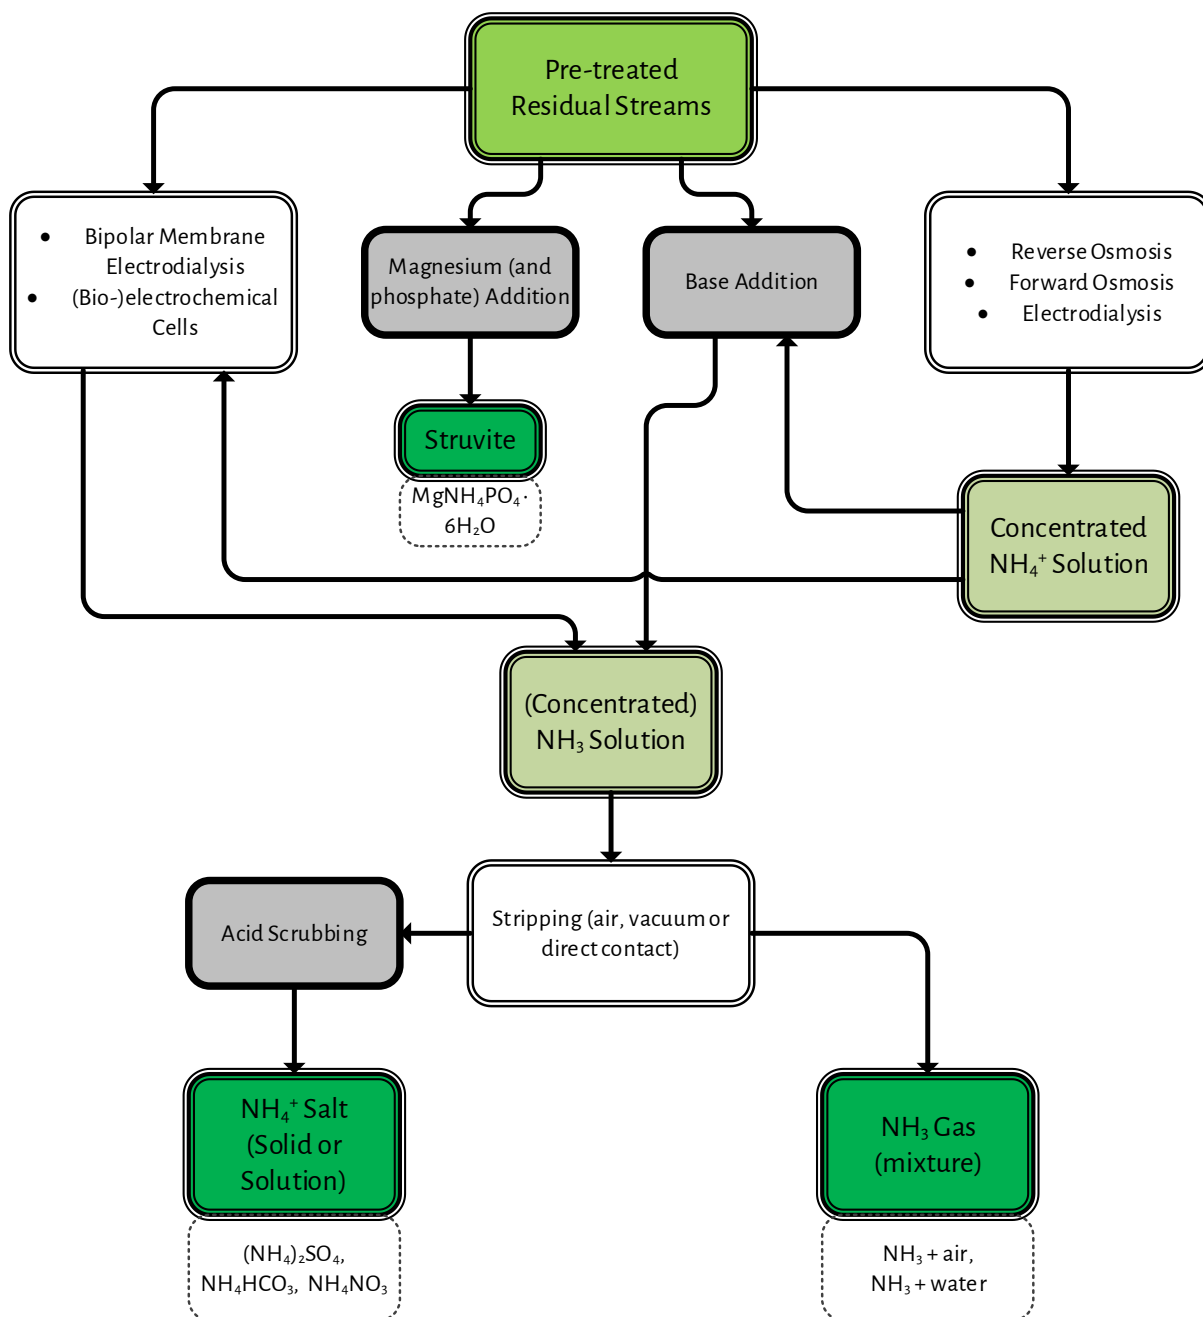 Pre-treated
Residual Streams
• Bipolar Membrane
Electrodialysis
• (Bio-)electrochemical
Cells
Magnesium (and
phosphate) Addition
Base Addition
• Reverse Osmosis
• Forward Osmosis
• Electrodialysis
Struvite
MgNH₄PO₄·
6H₂O
Concentrated
NH₄⁺ Solution
(Concentrated)
NH₃ Solution
Acid Scrubbing
Stripping (air, vacuum or
direct contact)
NH₄⁺ Salt
(Solid or
Solution)
NH₃ Gas
(mixture)
(NH₄)₂SO₄,
NH₄HCO₃, NH₄NO₃
NH₃ + air,
NH₃ + water